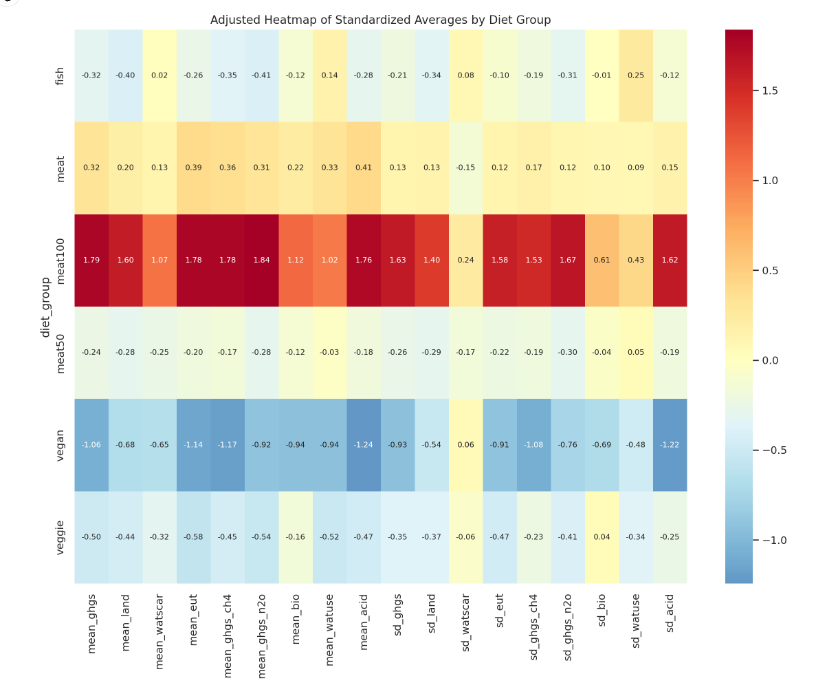 Adjusted Heatmap of Standardized Averages by Diet Group
diet_group
fish -0.32 -0.40 0.02 -0.26 -0.35 -0.41 -0.12 0.14 -0.28 -0.21 -0.34 0.08 -0.10 -0.19 -0.31 -0.01 0.25 -0.12
meat 0.32 0.20 0.13 0.39 0.36 0.31 0.22 0.33 0.41 0.13 0.13 -0.15 0.12 0.17 0.12 0.10 0.09 0.15
meat100 1.79 1.60 1.07 1.78 1.78 1.84 1.12 1.02 1.76 1.63 1.40 0.24 1.58 1.53 1.67 0.61 0.43 1.62
meat50 -0.24 -0.28 -0.25 -0.20 -0.17 -0.28 -0.12 -0.03 -0.18 -0.26 -0.29 -0.17 -0.22 -0.19 -0.30 -0.04 0.05 -0.19
vegan -1.06 -0.68 -0.65 -1.14 -1.17 -0.92 -0.94 -0.94 -1.24 -0.93 -0.54 0.06 -0.91 -1.08 -0.76 -0.69 -0.48 -1.22
veggie -0.50 -0.44 -0.32 -0.58 -0.45 -0.54 -0.16 -0.52 -0.47 -0.35 -0.37 -0.06 -0.47 -0.23 -0.41 0.04 -0.34 -0.25
mean_ghgs
mean_land
mean_watscar
mean_eut
mean_ghgs_ch4
mean_ghgs_n2o
mean_bio
mean_watuse
mean_acid
sd_ghgs
sd_land
sd_watscar
sd_eut
sd_ghgs_ch4
sd_ghgs_n2o
sd_bio
sd_watuse
sd_acid
1.5
1.0
0.5
0.0
−0.5
−1.0